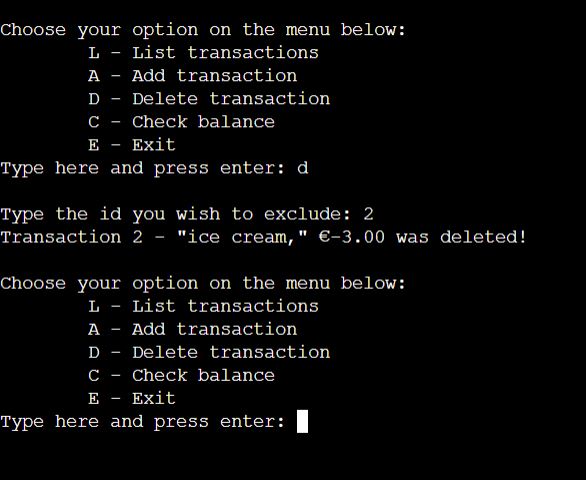 Choose your option on the menu below:
L - List transactions
A - Add transaction
D - Delete transaction
C - Check balance
E - Exit
Type here and press enter: d
Type the id you wish to exclude: 2
Transaction 2 - "ice cream," €-3.00 was deleted!
Choose your option on the menu below:
L - List transactions
A - Add transaction
D - Delete transaction
C - Check balance
E - Exit
Type here and press enter: